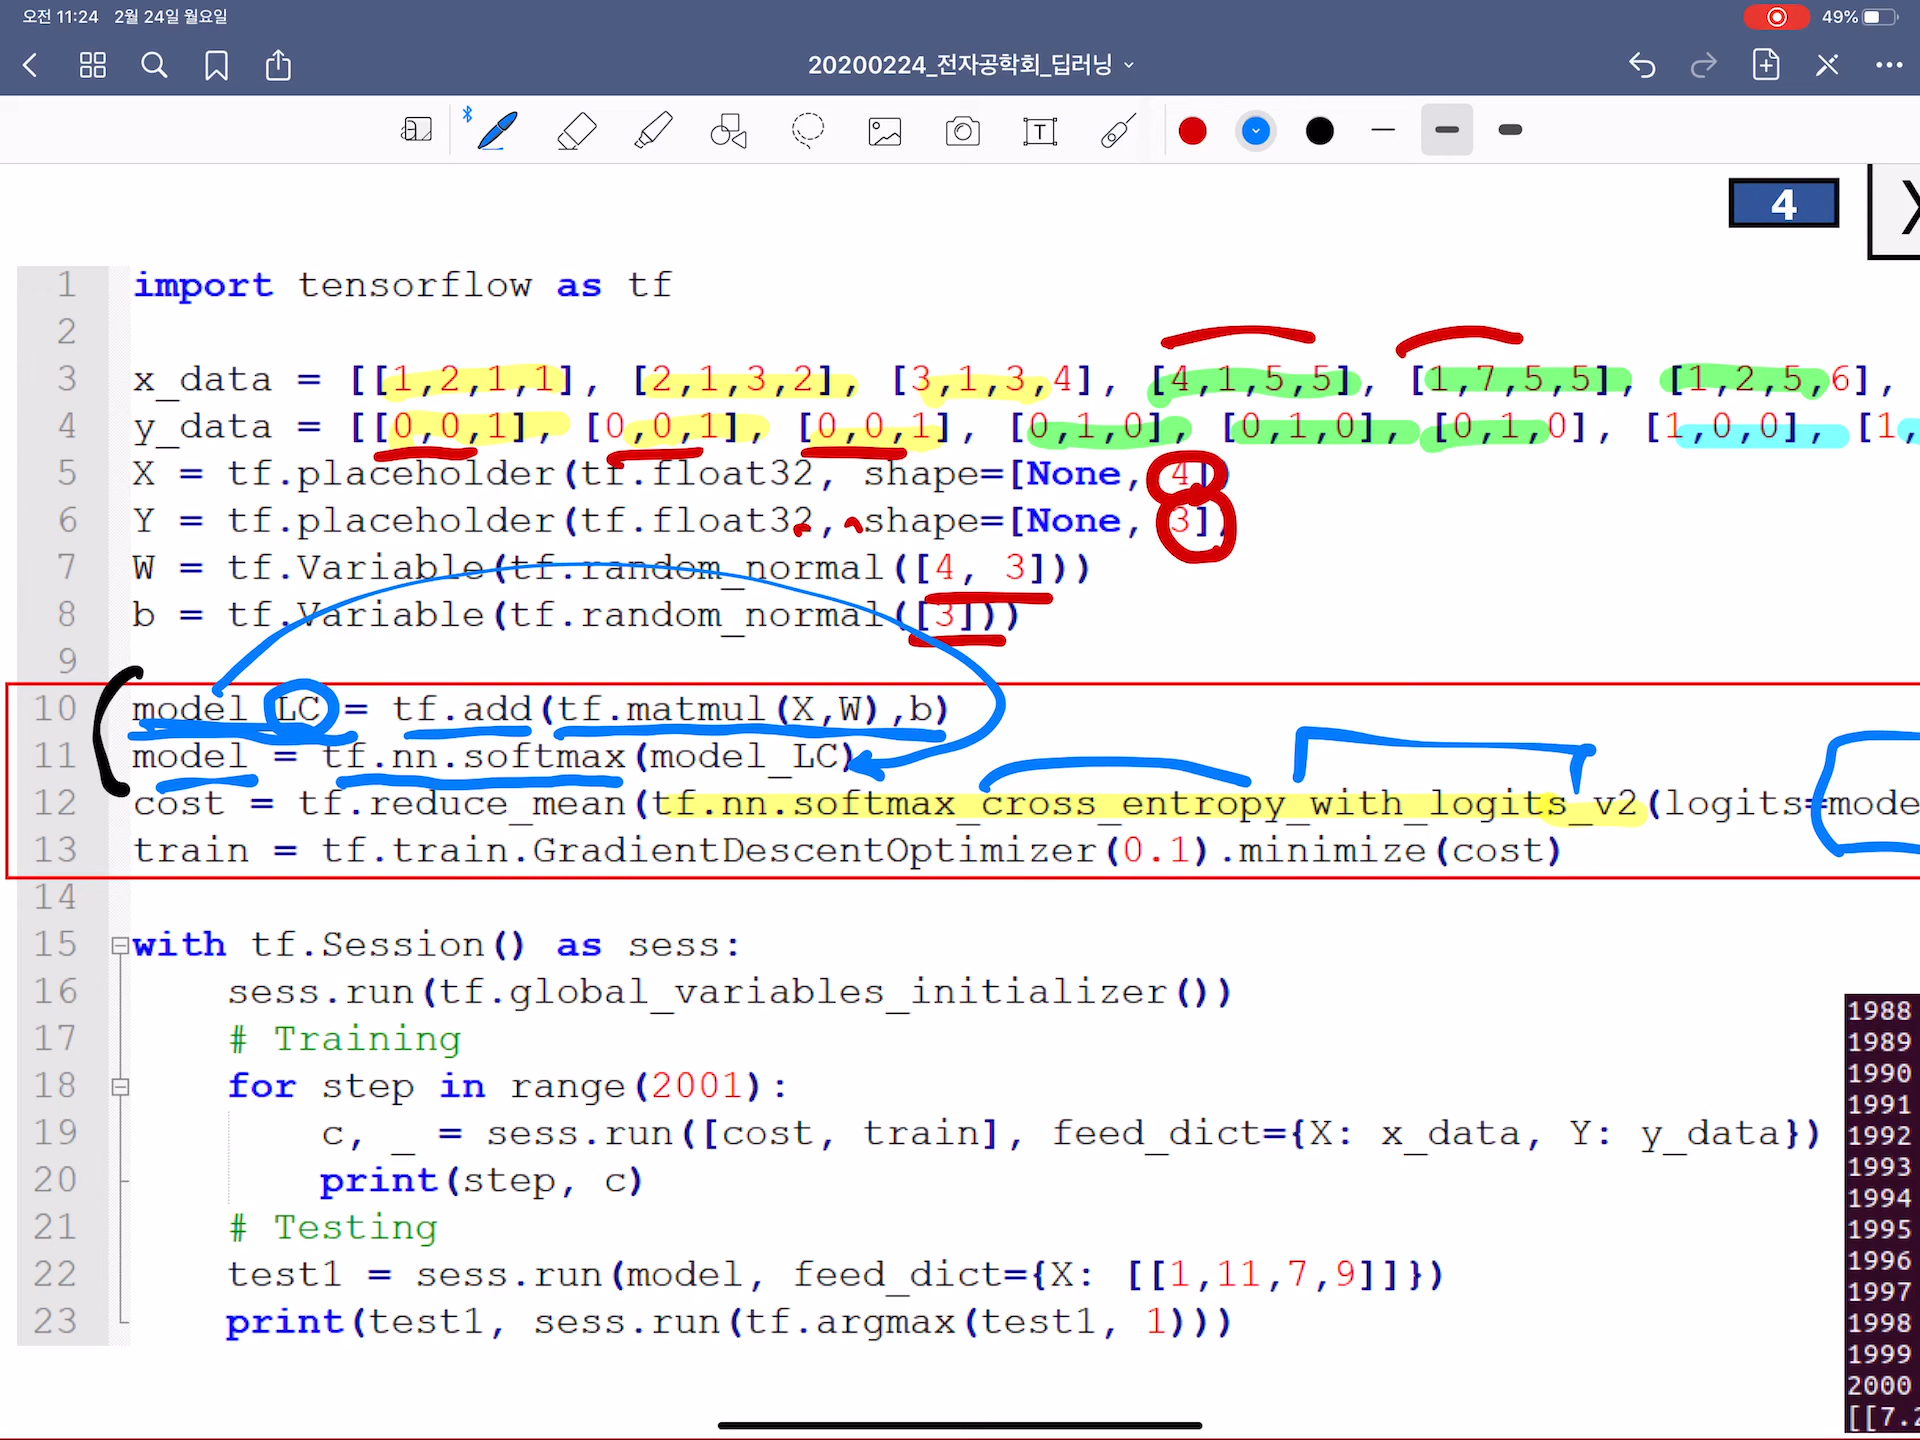 오전 11:24 2월 24일 월요일
49%
20200224_전자공학회_딥러닝
4
1 import tensorflow as tf
2
3 x_data = [[1,2,1,1], [2,1,3,2], [3,1,3,4], [4,1,5,5], [1,7,5,5], [1,2,5,6],
4 y_data = [[0,0,1], [0,0,1], [0,0,1], [0,1,0], [0,1,0], [0,1,0], [1,0,0], [1,
5 X = tf.placeholder(tf.float32, shape=[None, 4])
6 Y = tf.placeholder(tf.float32, shape=[None, 3])
7 W = tf.Variable(tf.random_normal([4, 3]))
8 b = tf.Variable(tf.random_normal([3]))
9
10 model_LC = tf.add(tf.matmul(X,W),b)
11 model = tf.nn.softmax(model_LC)
12 cost = tf.reduce_mean(tf.nn.softmax_cross_entropy_with_logits_v2(logits=mode
13 train = tf.train.GradientDescentOptimizer(0.1).minimize(cost)
14
15 with tf.Session() as sess:
16 sess.run(tf.global_variables_initializer())
17 # Training
18 for step in range(2001):
19 c, _ = sess.run([cost, train], feed_dict={X: x_data, Y: y_data})
20 print(step, c)
21 # Testing
22 test1 = sess.run(model, feed_dict={X: [[1,11,7,9]]})
23 print(test1, sess.run(tf.argmax(test1, 1)))
1988
1989
1990
1991
1992
1993
1994
1995
1996
1997
1998
1999
2000
[[7.2